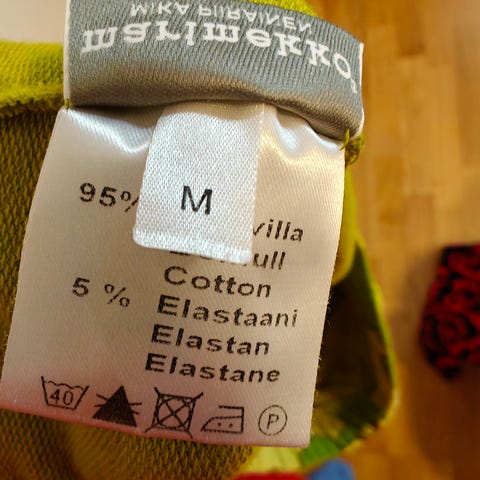 marimekko
MIKA PIIRAINEN
M
95% villa
ull
Cotton
5 % Elastaani
Elastan
Elastane
40 P